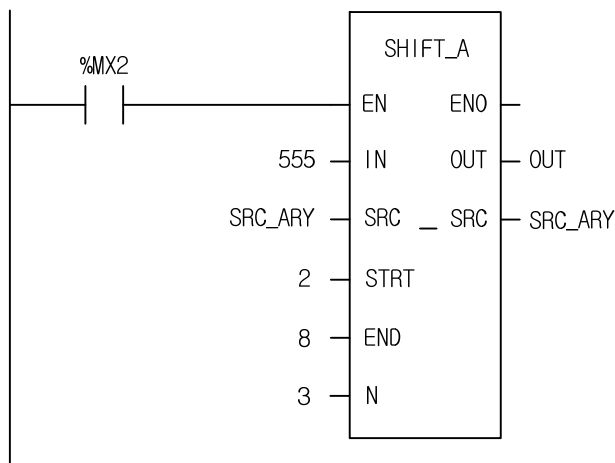 SHIFT_A
%MX2
EN ENO
555 IN OUT OUT
SRC_ARY SRC _ SRC SRC_ARY
2 STRT
8 END
3 N